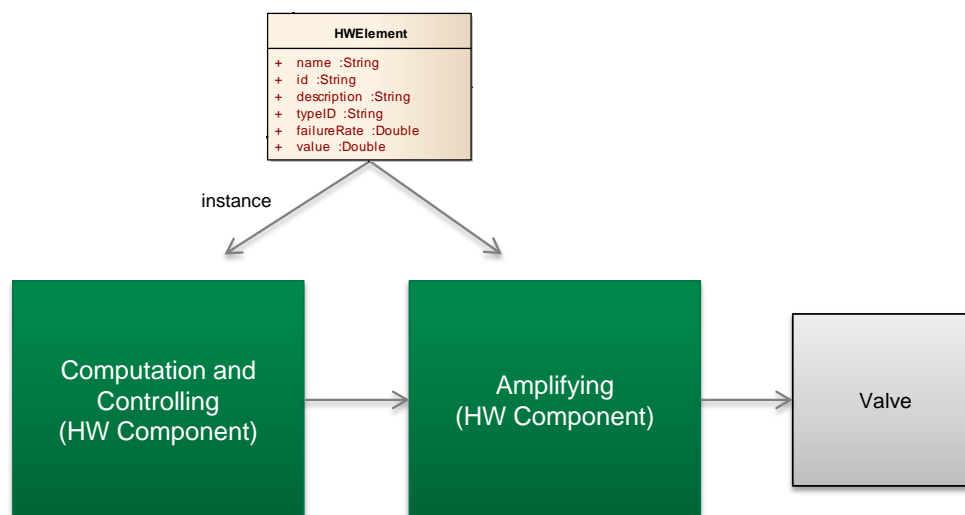 HWElement
+ name :String
+ id :String
+ description :String
+ typeID :String
+ failureRate :Double
+ value :Double
instance
Computation and
Controlling
(HW Component)
Amplifying
(HW Component)
Valve